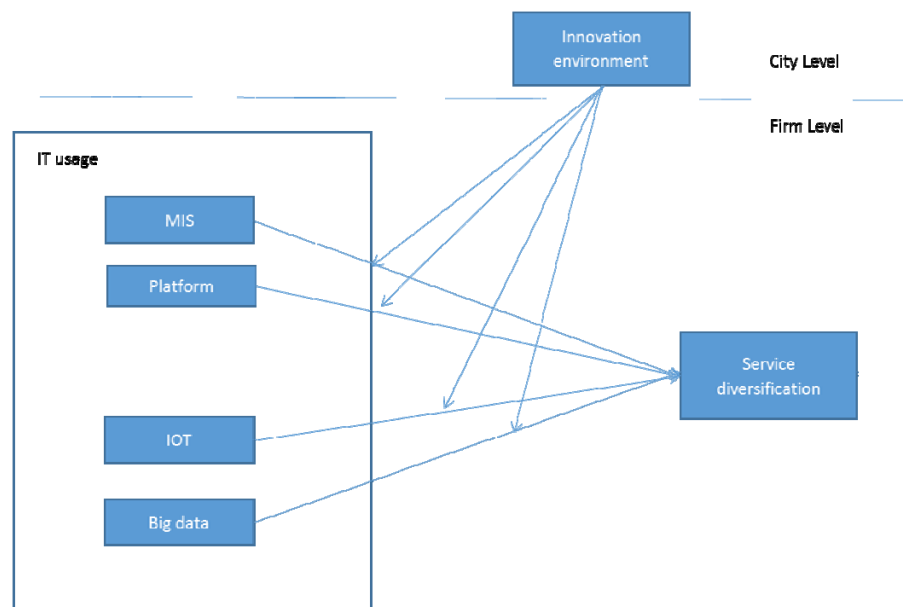 Innovation
environment
City Level
Firm Level
IT usage
MIS
Platform
Service
diversification
IOT
Big data